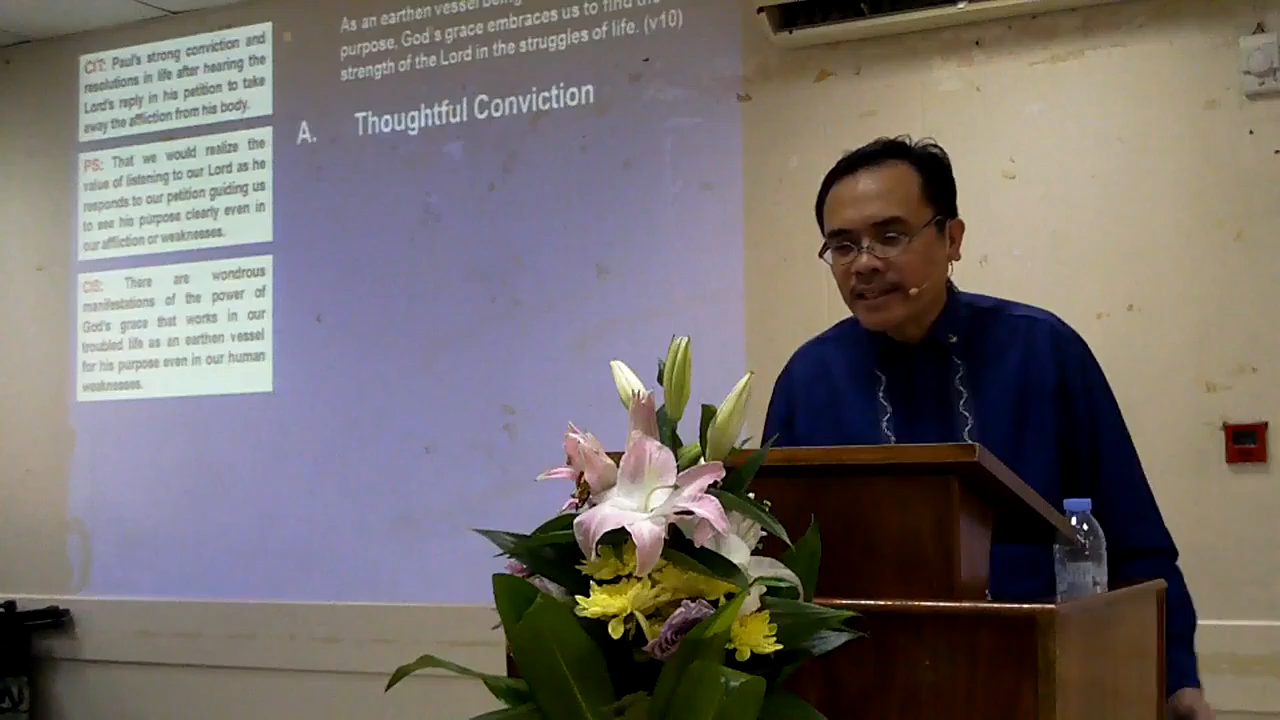 CIT: Paul's strong conviction and
resolutions in life after hearing the
Lord's reply in his petition to take
away the affliction from his body.
PS: That we would realize the
value of listening to our Lord as he
responds to our petition guiding us
to see his purpose clearly even in
our affliction or weaknesses.
CIS: There are wondrous
manifestations of the power of
God's grace that works in our
troubled life as an earthen vessel
for his purpose even in our human
weaknesses.
As an earthen vessel being
purpose, God's grace embraces us to find the
strength of the Lord in the struggles of life. (v10)
A. Thoughtful Conviction